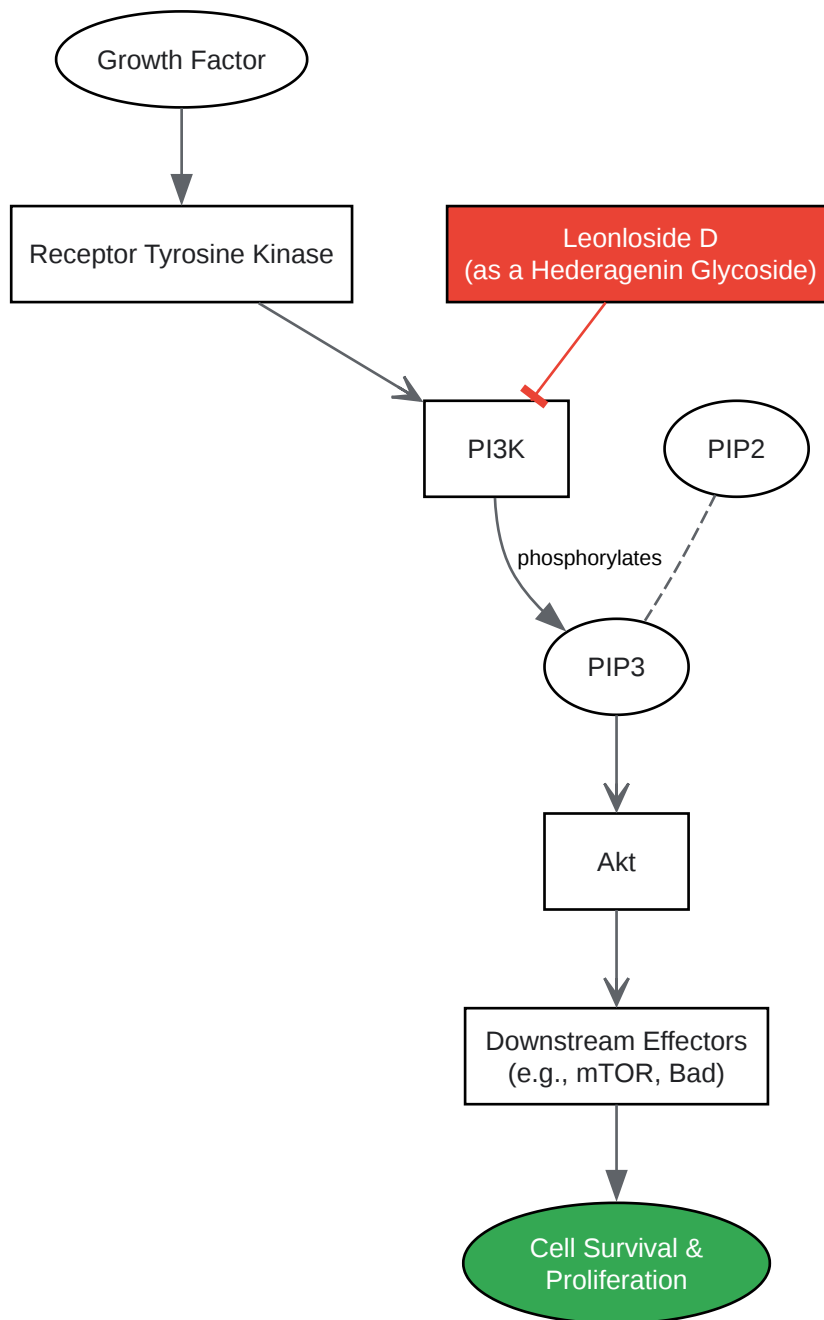 Growth Factor
Receptor Tyrosine Kinase
Leonloside D
(as a Hederagenin Glycoside)
PI3K
PIP2
phosphorylates
PIP3
Akt
Downstream Effectors
(e.g., mTOR, Bad)
Cell Survival &
Proliferation